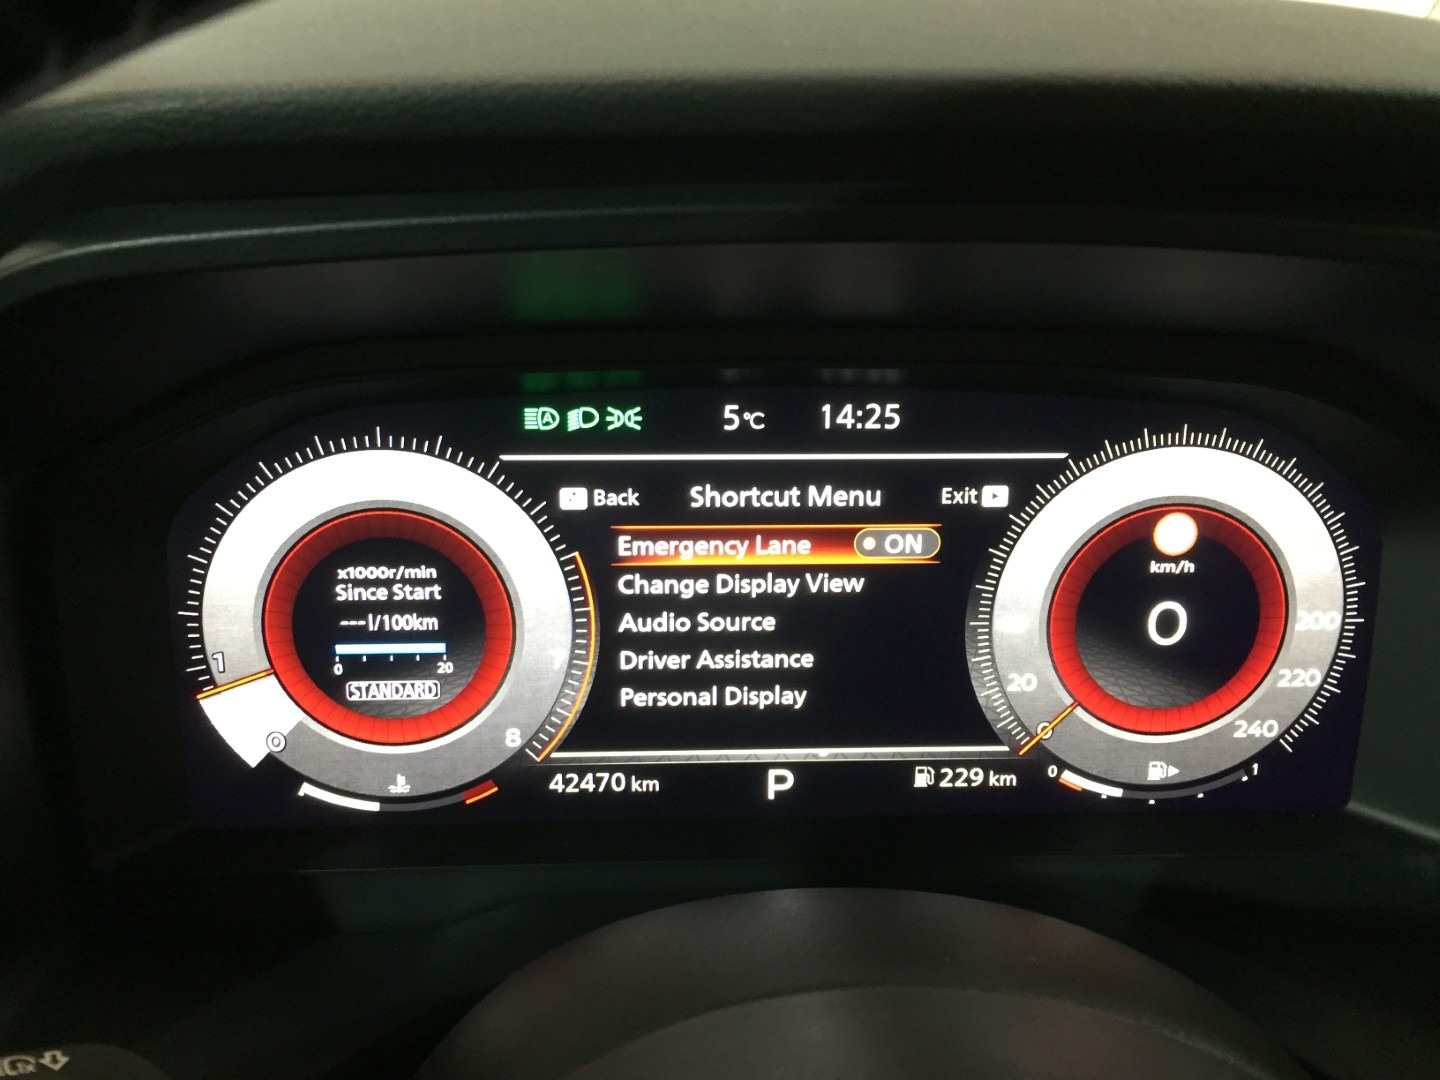 5°C 14:25
Back Shortcut Menu Exit
Emergency Lane ON
Change Display View
Audio Source
Driver Assistance
Personal Display
x1000r/min
Since Start
---l/100km
0 20
STANDARD
0 1 7 8
km/h
0
0 20 200 220 240
42470 km P 229 km
0 1